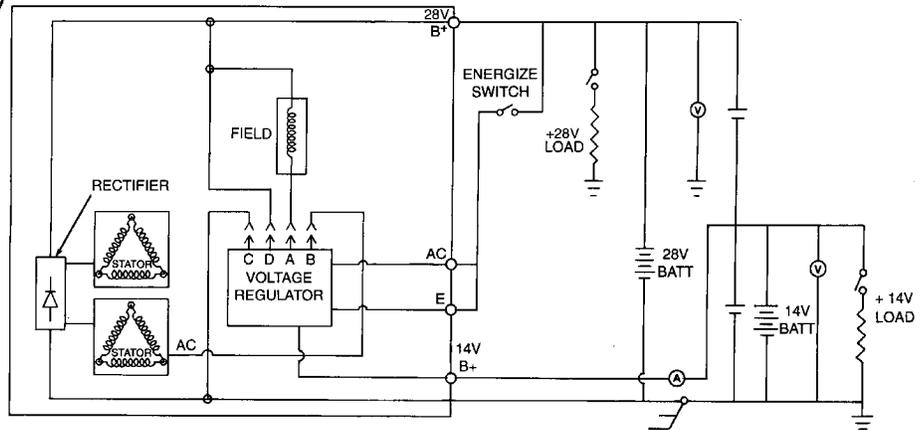 28V
B+
ENERGIZE
SWITCH
FIELD
+28V
LOAD
V
RECTIFIER
STATOR
C D A B
VOLTAGE
REGULATOR
AC
E
28V
BATT
V
14V
BATT
+ 14V
LOAD
STATOR
AC
14V
B+
A